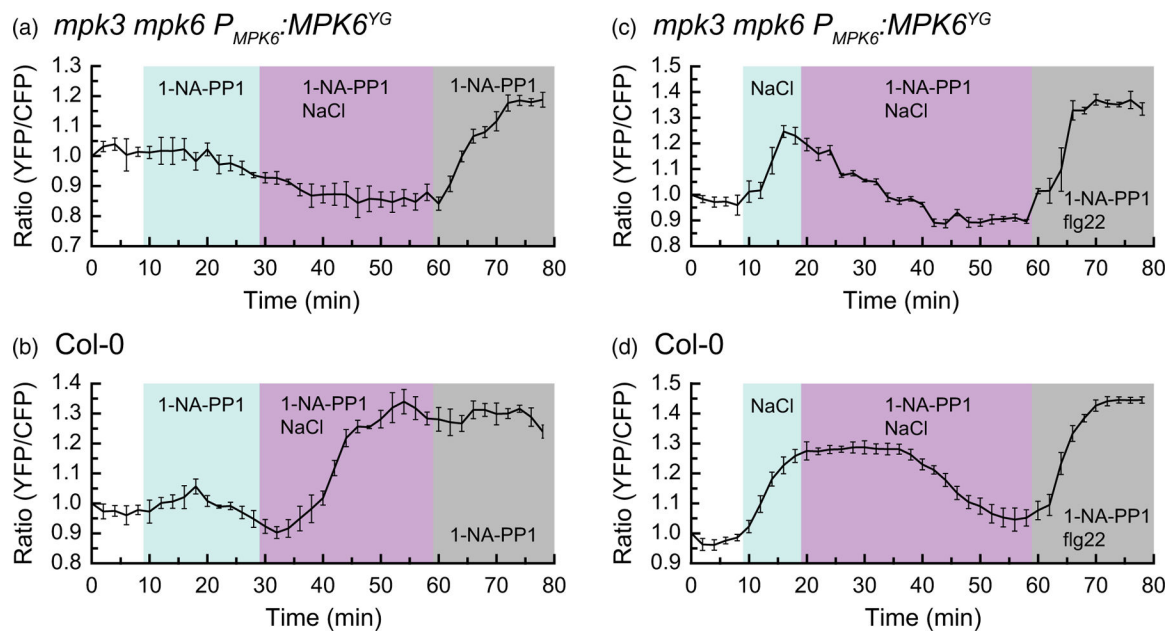 (a) mpk3 mpk6 P_MPK6:MPK6^YG
1.3
1.2
1.1
1.0
0.9
0.8
0.7
Ratio (YFP/CFP)
1-NA-PP1
1-NA-PP1
NaCl
1-NA-PP1
0 10 20 30 40 50 60 70 80
Time (min)
(b) Col-0
1.4
1.3
1.2
1.1
1.0
0.9
0.8
Ratio (YFP/CFP)
1-NA-PP1
1-NA-PP1
NaCl
1-NA-PP1
0 10 20 30 40 50 60 70 80
Time (min)
(c) mpk3 mpk6 P_MPK6:MPK6^YG
1.5
1.4
1.3
1.2
1.1
1.0
0.9
0.8
Ratio (YFP/CFP)
NaCl
1-NA-PP1
NaCl
1-NA-PP1
flg22
0 10 20 30 40 50 60 70 80
Time (min)
(d) Col-0
1.5
1.4
1.3
1.2
1.1
1.0
0.9
Ratio (YFP/CFP)
NaCl
1-NA-PP1
NaCl
1-NA-PP1
flg22
0 10 20 30 40 50 60 70 80
Time (min)